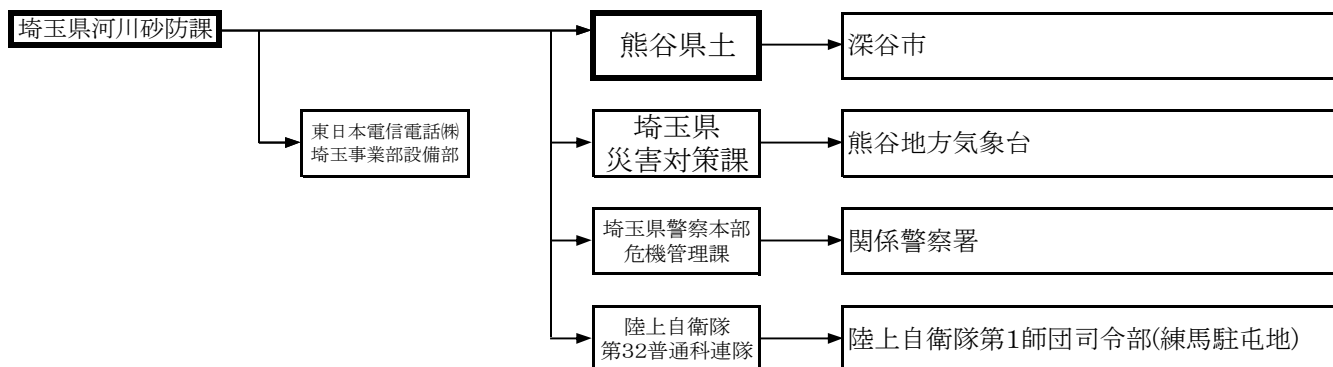 埼玉県河川砂防課
熊谷県土
深谷市
東日本電信電話㈱
埼玉事業部設備部
埼玉県
災害対策課
熊谷地方気象台
埼玉県警察本部
危機管理課
関係警察署
陸上自衛隊
第32普通科連隊
陸上自衛隊第1師団司令部(練馬駐屯地)